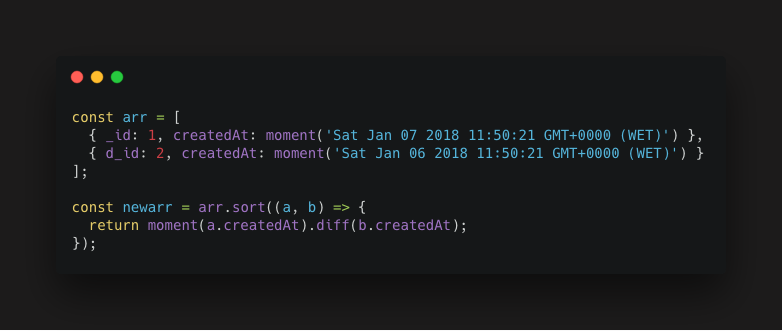 const arr = [
  { _id: 1, createdAt: moment('Sat Jan 07 2018 11:50:21 GMT+0000 (WET)') },
  { d_id: 2, createdAt: moment('Sat Jan 06 2018 11:50:21 GMT+0000 (WET)') }
];

const newarr = arr.sort((a, b) => {
  return moment(a.createdAt).diff(b.createdAt);
});